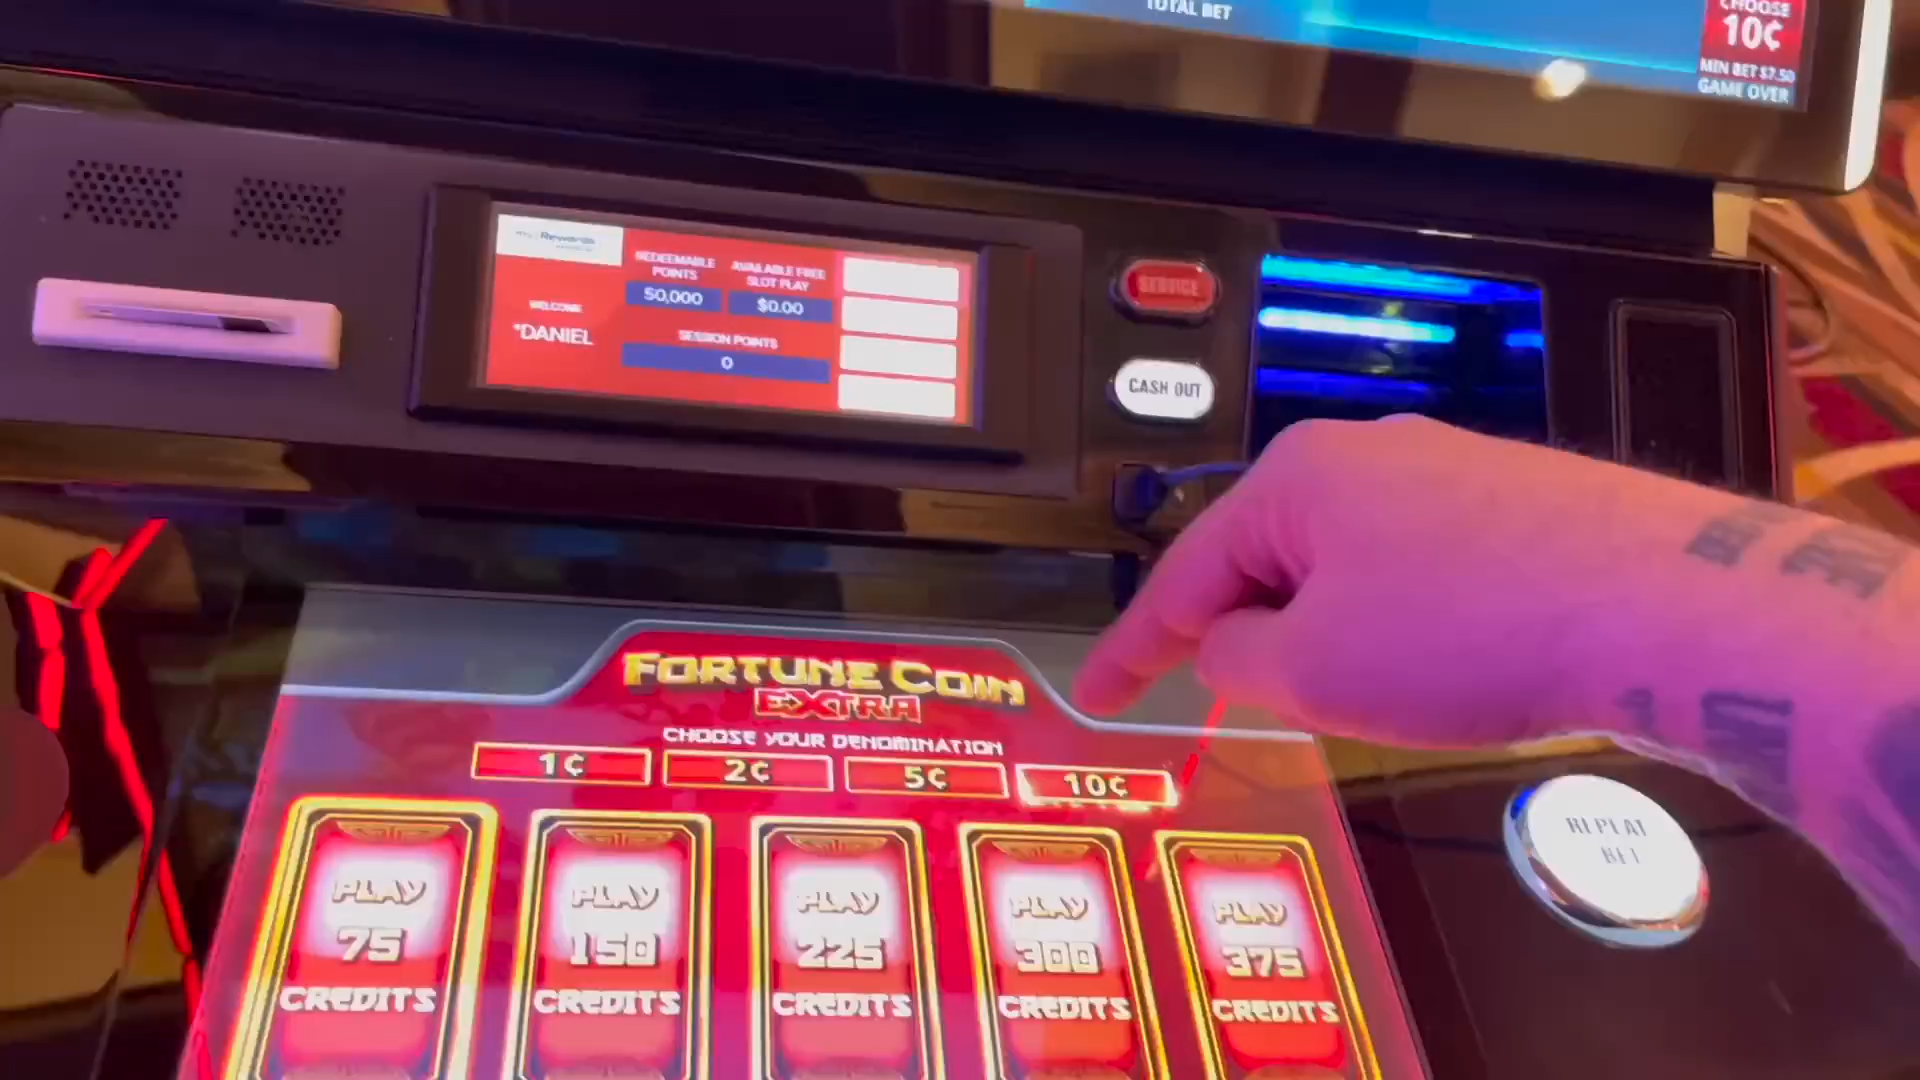 TOTAL BET
CHOOSE
10¢
MIN BET $7.50
GAME OVER
Rewards
REDEEMABLE
POINTS
50,000
AVAILABLE FREE
SLOT PLAY
$0.00
WELCOME
*DANIEL
SESSION POINTS
0
SERVICE
CASH OUT
FORTUNE COIN
EXTRA
CHOOSE YOUR DENOMINATION
1¢
2¢
5¢
10¢
PLAY
75
CREDITS
PLAY
150
CREDITS
PLAY
225
CREDITS
PLAY
300
CREDITS
PLAY
375
CREDITS
REPEAT
BET